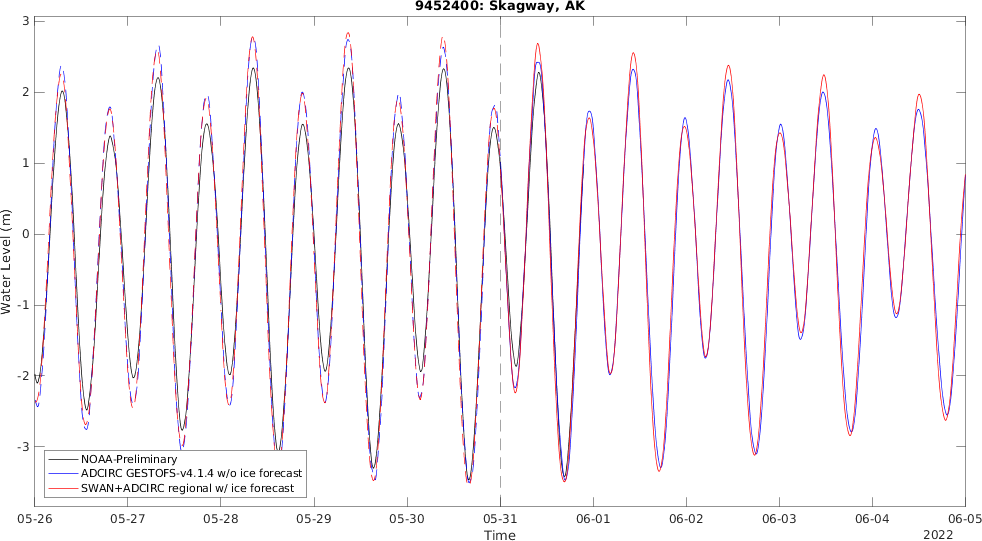 9452400: Skagway, AK
3
2
1
0
-1
-2
-3
Water Level (m)
NOAA-Preliminary
ADCIRC GESTOFS-v4.1.4 w/o ice forecast
SWAN+ADCIRC regional w/ ice forecast
05-26 05-27 05-28 05-29 05-30 05-31 06-01 06-02 06-03 06-04 06-05
Time
2022